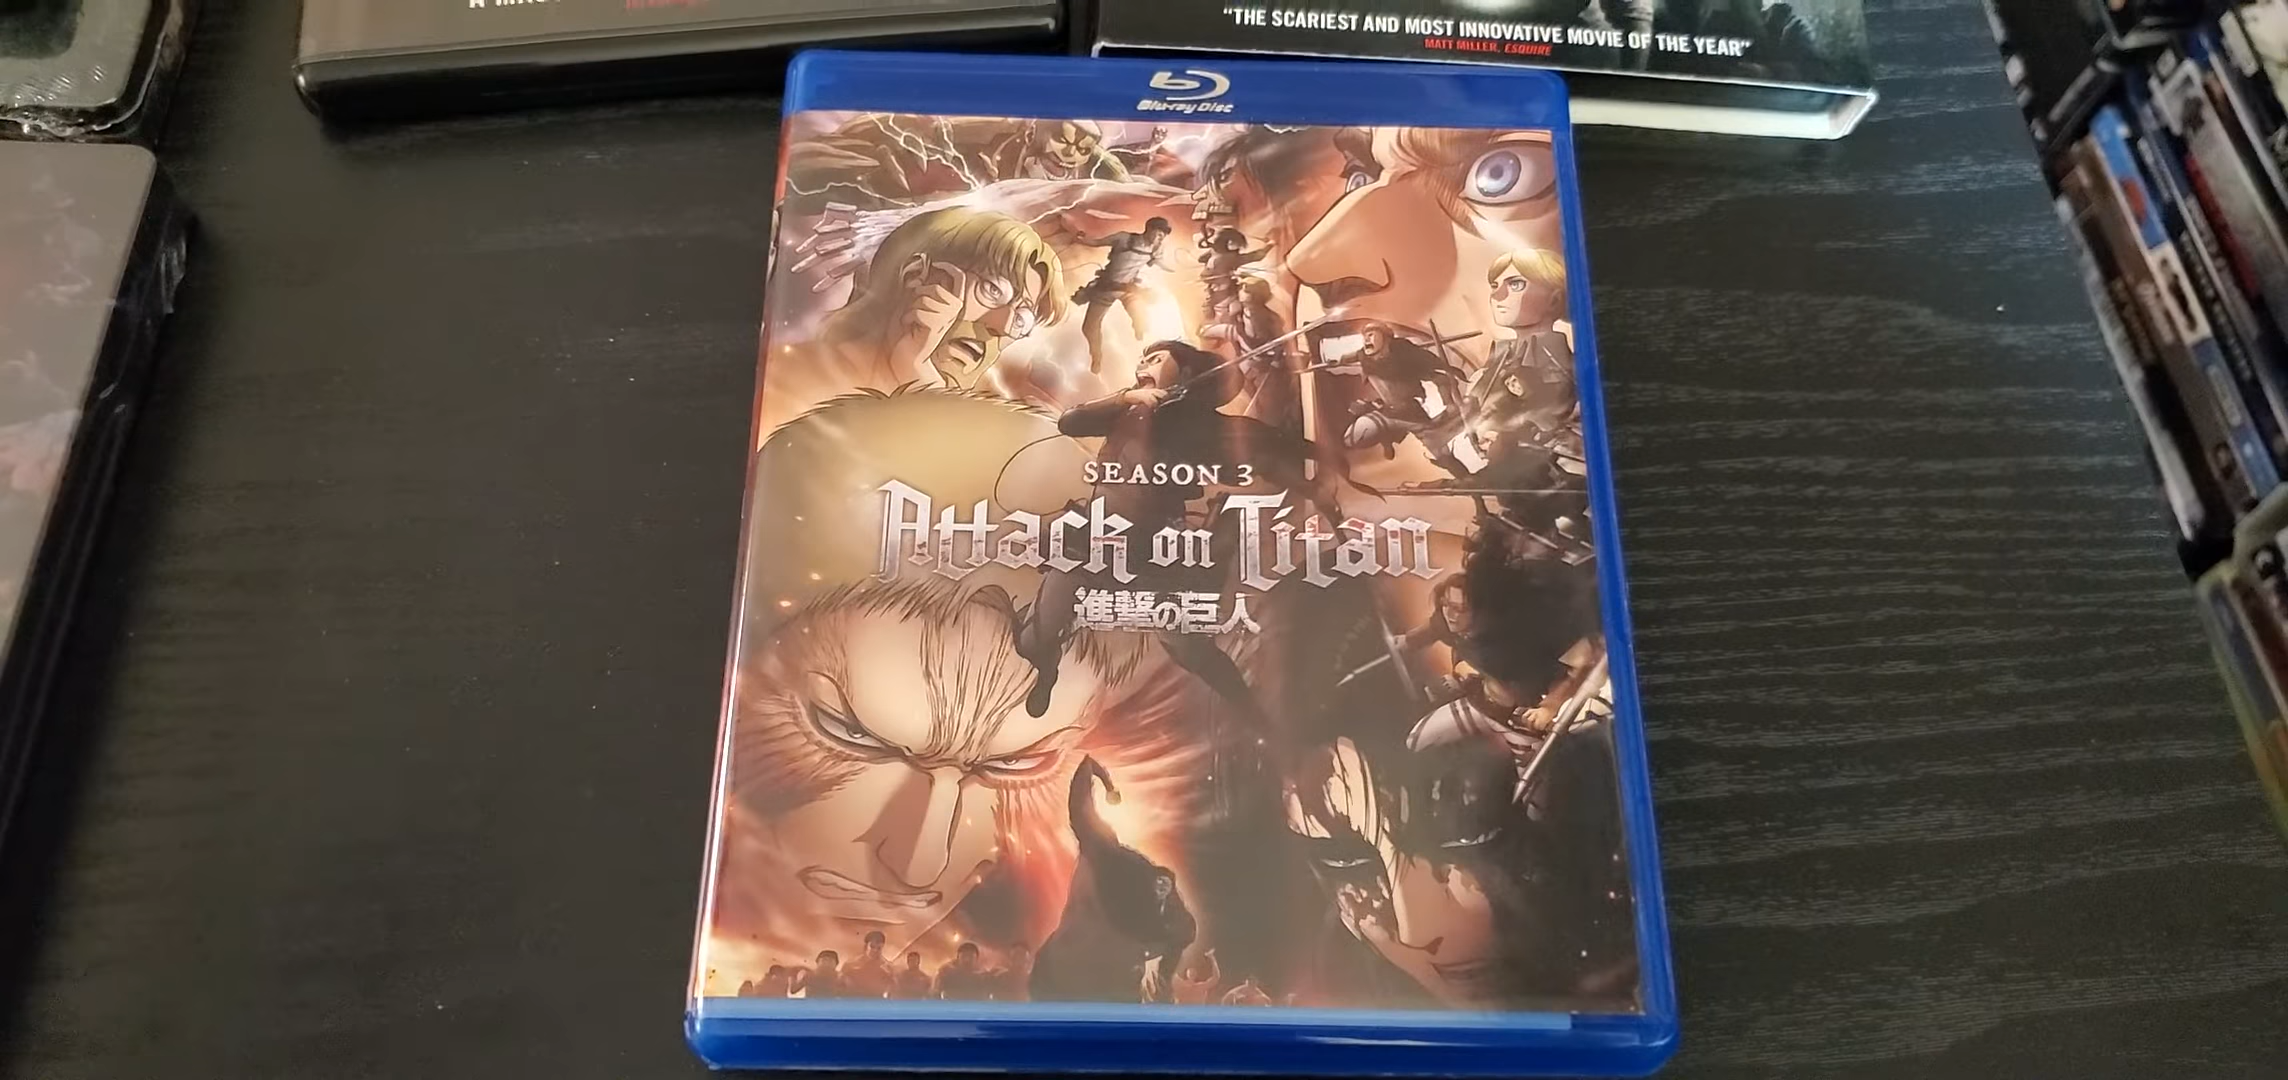 "THE SCARIEST AND MOST INNOVATIVE MOVIE OF THE YEAR"
MATT MILLER, ESQUIRE
Blu-ray Disc
SEASON 3
Attack on Titan
進撃の巨人